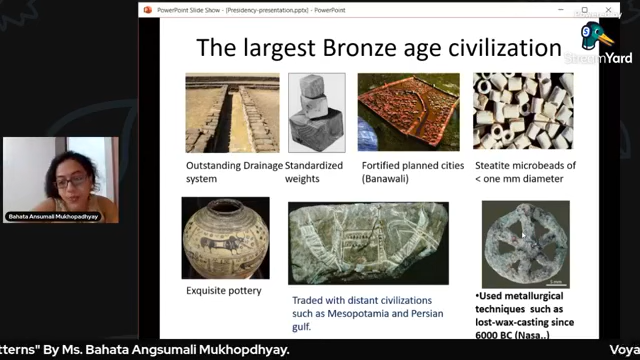 PowerPoint Slide Show - [Presidency-presentation.pptx] - PowerPoint
Powered by
StreamYard
The largest Bronze age civilization
Outstanding Drainage
system
Standardized
weights
Fortified planned cities
(Banawali)
Steatite microbeads of
< one mm diameter
Exquisite pottery
Traded with distant civilizations
such as Mesopotamia and Persian
gulf.
•Used metallurgical
techniques such as
lost-wax-casting since
6000 BC (Nasa..)
Bahata Ansumali Mukhopadhyay
tterns" By Ms. Bahata Angsumali Mukhopdhyay.
Voya